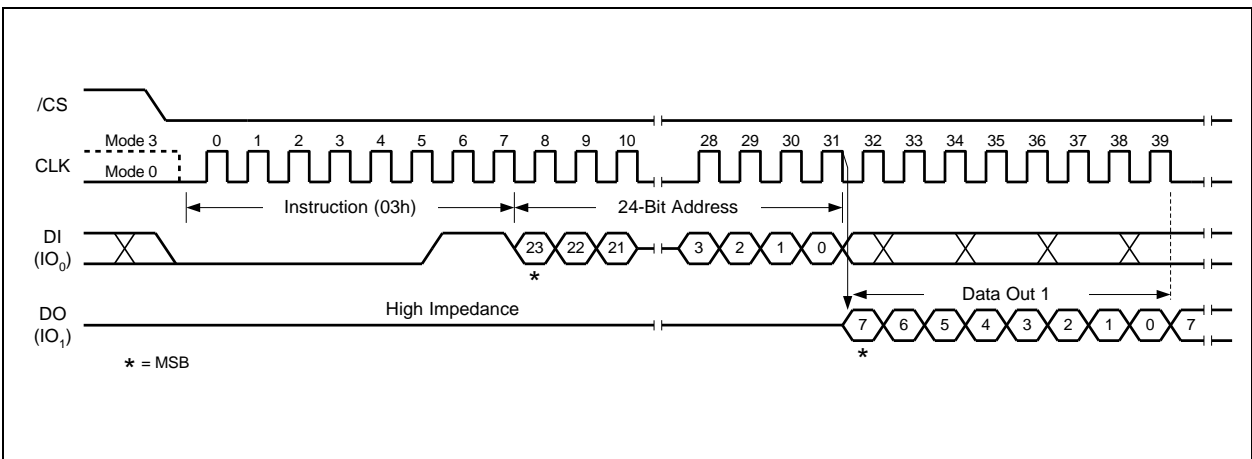 /CS
Mode 3
0 1 2 3 4 5 6 7 8 9 10 28 29 30 31 32 33 34 35 36 37 38 39
CLK
Mode 0
Instruction (03h)
24-Bit Address
DI
(IO₀)
23 22 21 3 2 1 0
*
Data Out 1
High Impedance
DO
(IO₁)
7 6 5 4 3 2 1 0 7
*
* = MSB